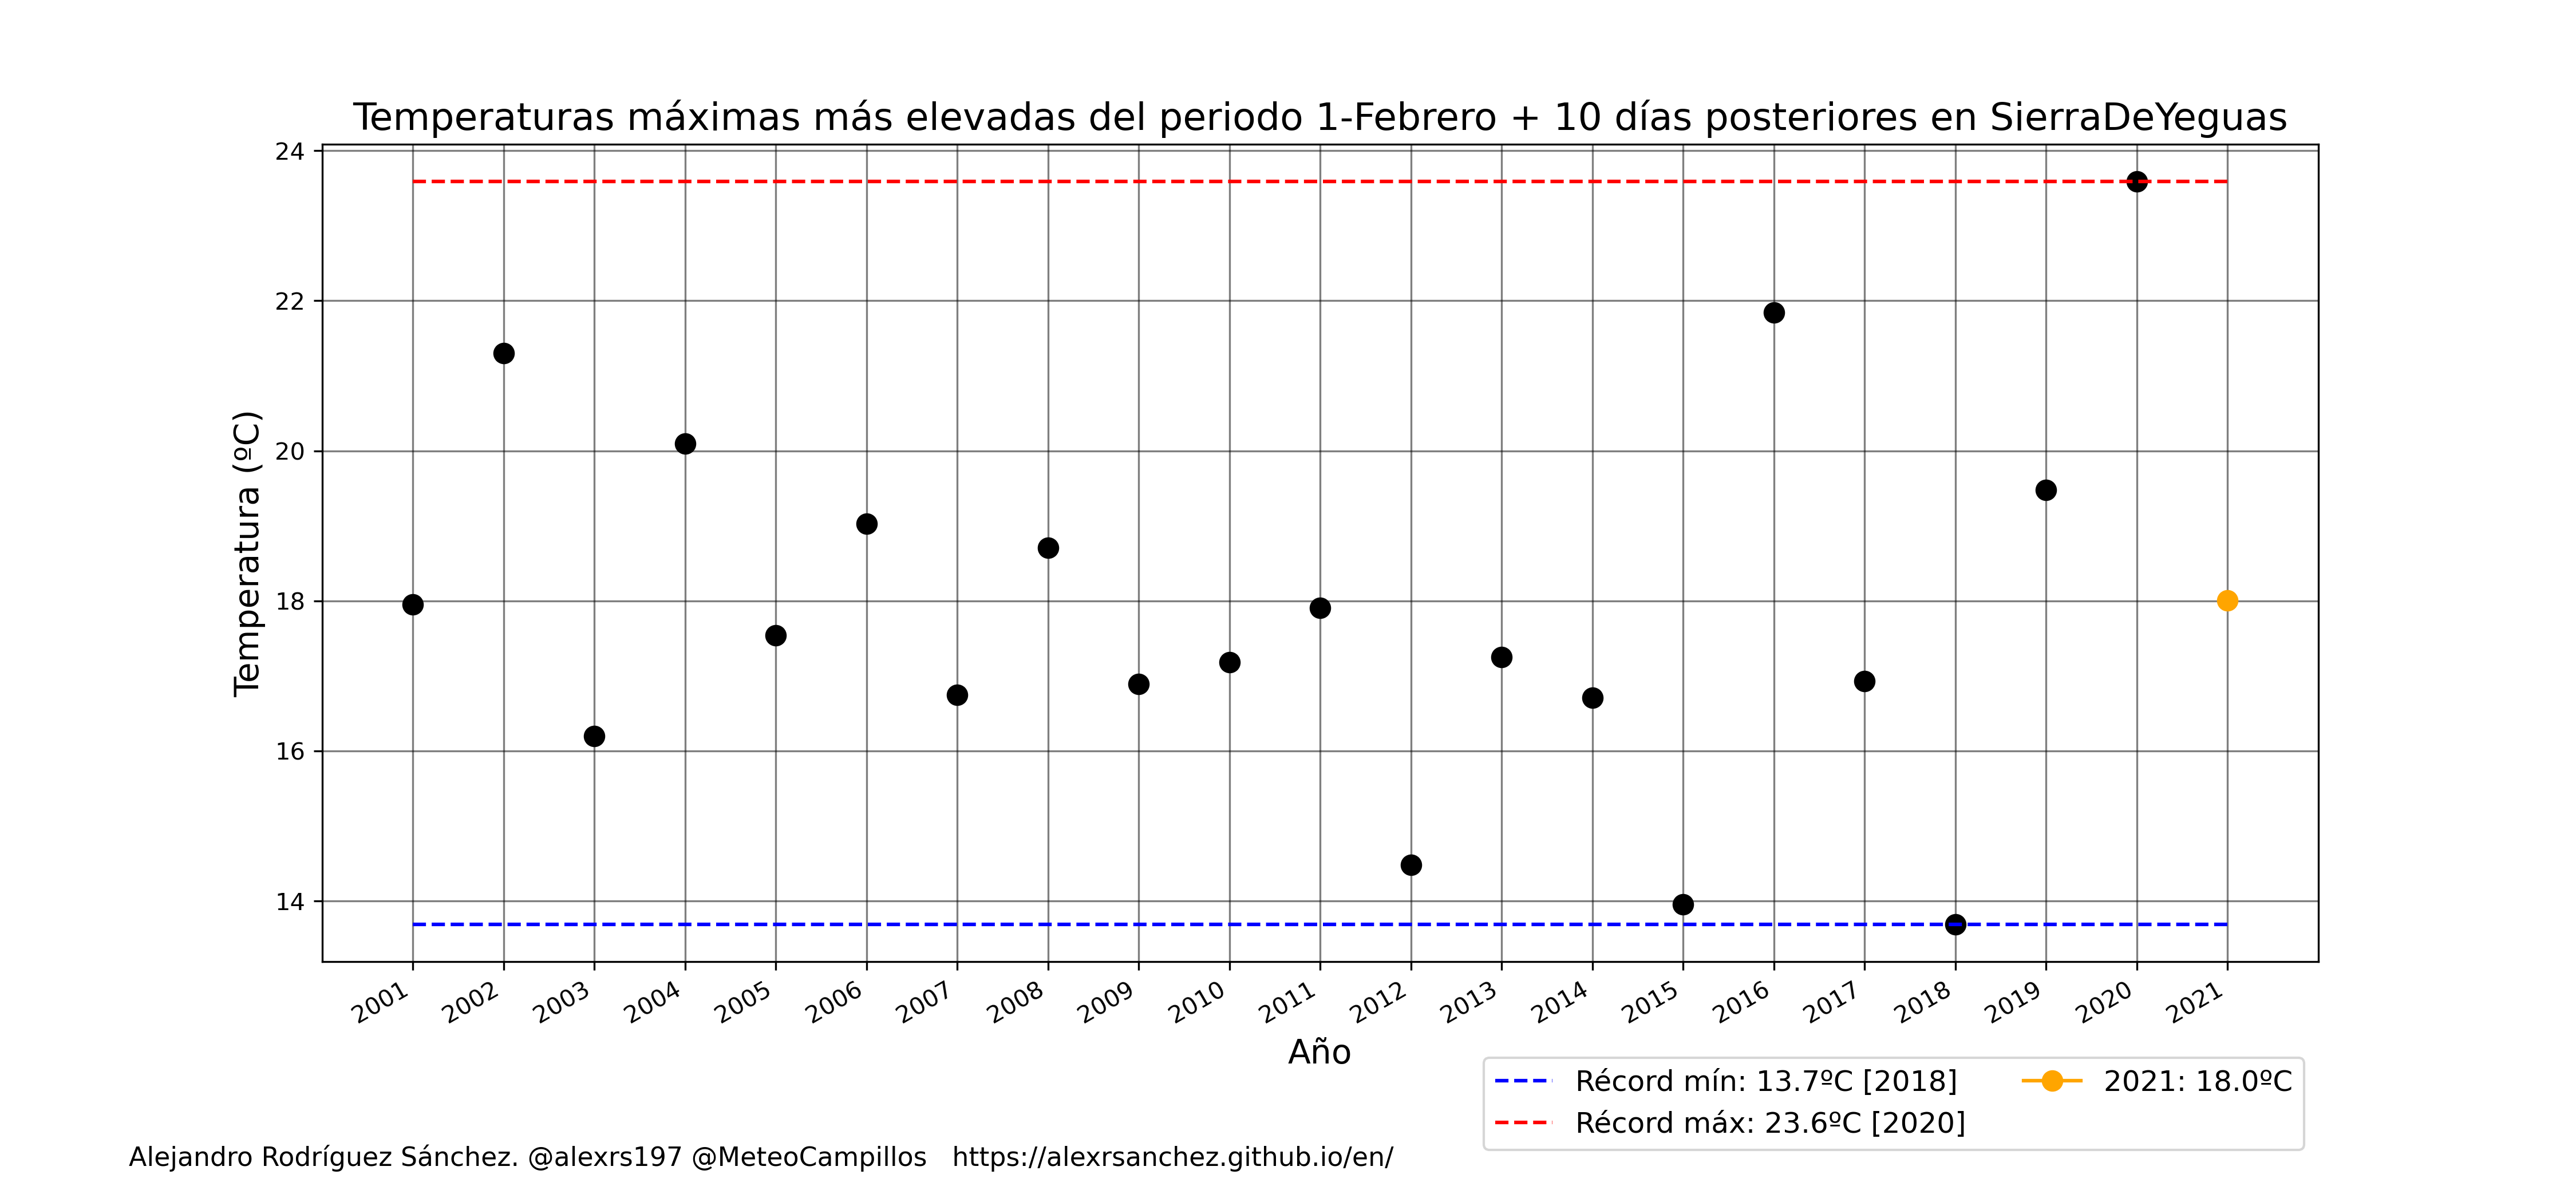 Temperaturas máximas más elevadas del periodo 1-Febrero + 10 días posteriores en SierraDeYeguas
Temperatura (ºC)
24
22
20
18
16
14
2001 2002 2003 2004 2005 2006 2007 2008 2009 2010 2011 2012 2013 2014 2015 2016 2017 2018 2019 2020 2021
Año
Récord mín: 13.7ºC [2018]
Récord máx: 23.6ºC [2020]
2021: 18.0ºC
Alejandro Rodríguez Sánchez. @alexrs197 @MeteoCampillos https://alexrsanchez.github.io/en/